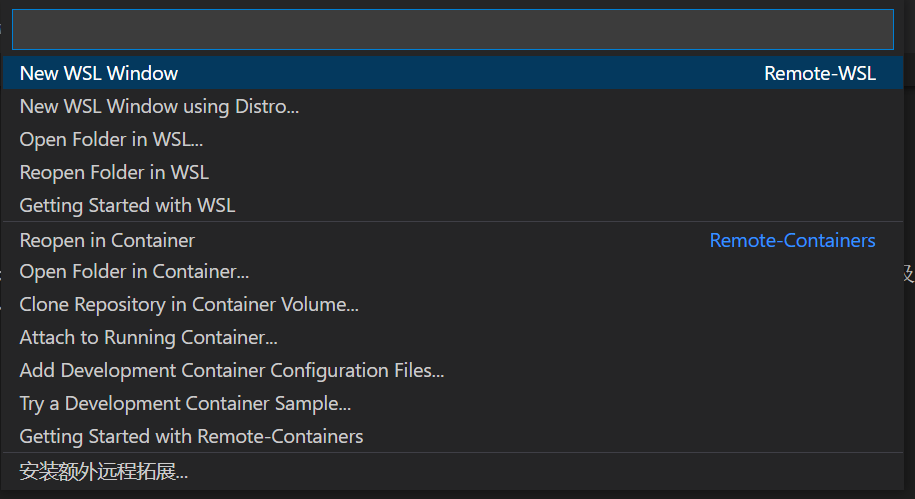 New WSL Window Remote-WSL
New WSL Window using Distro...
Open Folder in WSL...
Reopen Folder in WSL
Getting Started with WSL
Reopen in Container Remote-Containers
Open Folder in Container...
Clone Repository in Container Volume...
Attach to Running Container...
Add Development Container Configuration Files...
Try a Development Container Sample...
Getting Started with Remote-Containers
安装额外远程拓展...